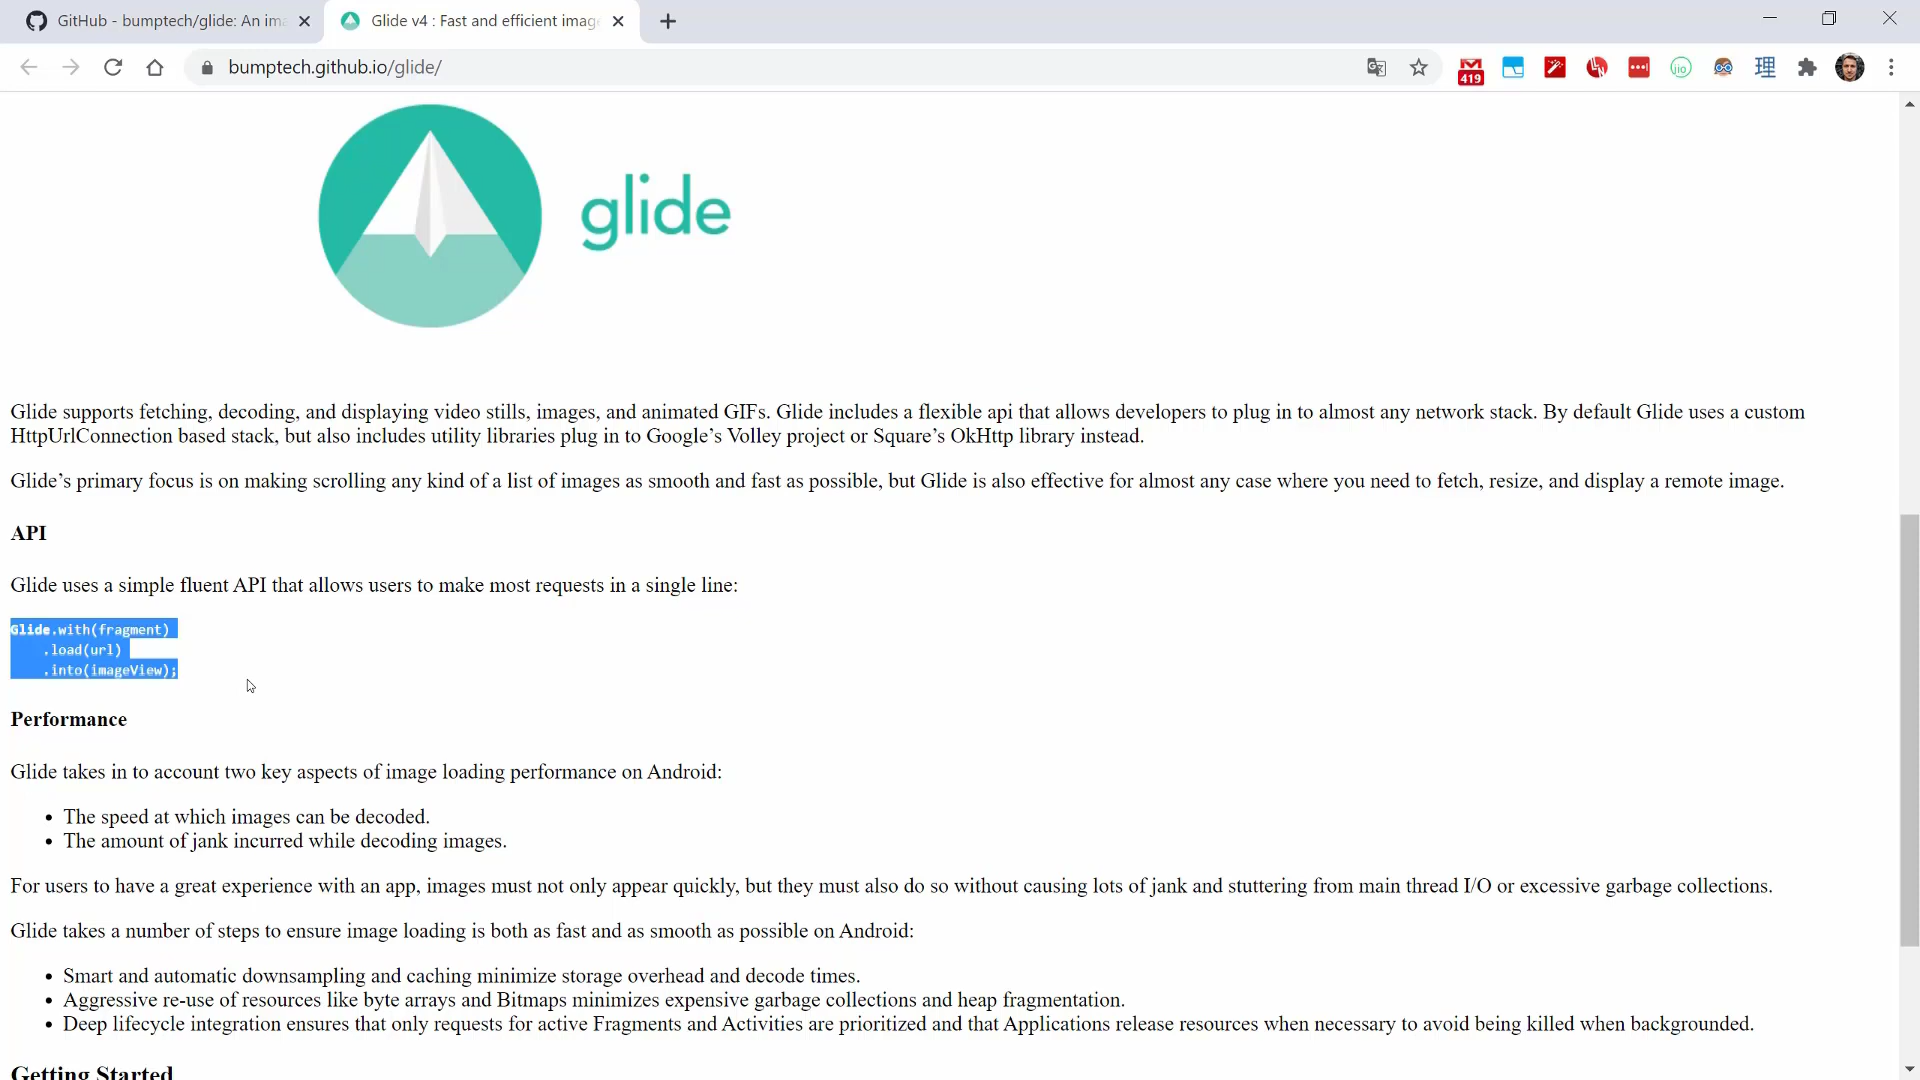 GitHub - bumptech/glide: An ima
Glide v4 : Fast and efficient imag
bumptech.github.io/glide/
419
jio
理
glide
Glide supports fetching, decoding, and displaying video stills, images, and animated GIFs. Glide includes a flexible api that allows developers to plug in to almost any network stack. By default Glide uses a custom
HttpUrlConnection based stack, but also includes utility libraries plug in to Google’s Volley project or Square’s OkHttp library instead.
Glide’s primary focus is on making scrolling any kind of a list of images as smooth and fast as possible, but Glide is also effective for almost any case where you need to fetch, resize, and display a remote image.
API
Glide uses a simple fluent API that allows users to make most requests in a single line:
Glide.with(fragment)
.load(url)
.into(imageView);
Performance
Glide takes in to account two key aspects of image loading performance on Android:
• The speed at which images can be decoded.
• The amount of jank incurred while decoding images.
For users to have a great experience with an app, images must not only appear quickly, but they must also do so without causing lots of jank and stuttering from main thread I/O or excessive garbage collections.
Glide takes a number of steps to ensure image loading is both as fast and as smooth as possible on Android:
• Smart and automatic downsampling and caching minimize storage overhead and decode times.
• Aggressive re-use of resources like byte arrays and Bitmaps minimizes expensive garbage collections and heap fragmentation.
• Deep lifecycle integration ensures that only requests for active Fragments and Activities are prioritized and that Applications release resources when necessary to avoid being killed when backgrounded.
Getting Started